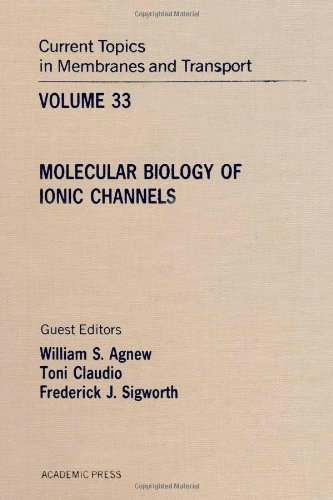 Current Topics
in Membranes and Transport
VOLUME 33
MOLECULAR BIOLOGY OF
IONIC CHANNELS
Guest Editors
William S. Agnew
Toni Claudio
Frederick J. Sigworth
ACADEMIC PRESS